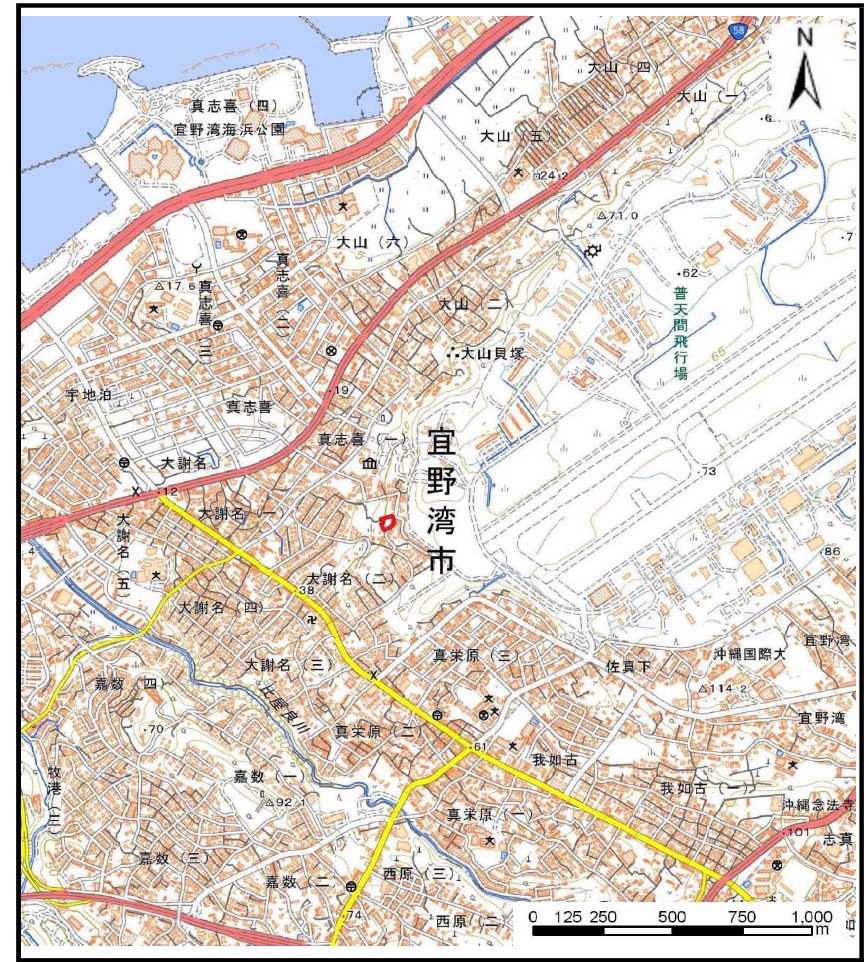 58
N
大山(四)
真志喜(四)
宜野湾海浜公園
大山(一)
大山(五)
24.2
71.0
大山(六)
62
真志喜(二)
17.6
真志喜(三)
普天間飛行場
大山(二)
65
大山貝塚
19
宇地泊
真志喜
真志喜(一)
宜野湾市
大謝名
73
12
大謝名(一)
大謝名(五)
86
大謝名(二)
38
大謝名(四)
真栄原(三)
佐真下
沖縄国際大
宜野湾
大謝名(三)
嘉数(四)
114.2
比屋良川
宜野湾
70
真栄原(二)
61
我如古
牧港(三)
嘉数(一)
92.1
我如古(一)
真栄原(一)
沖縄念法寺
101
志真
嘉数(三)
嘉数(二)
西原(三)
74
西原(二)
0 125 250 500 750 1,000
m